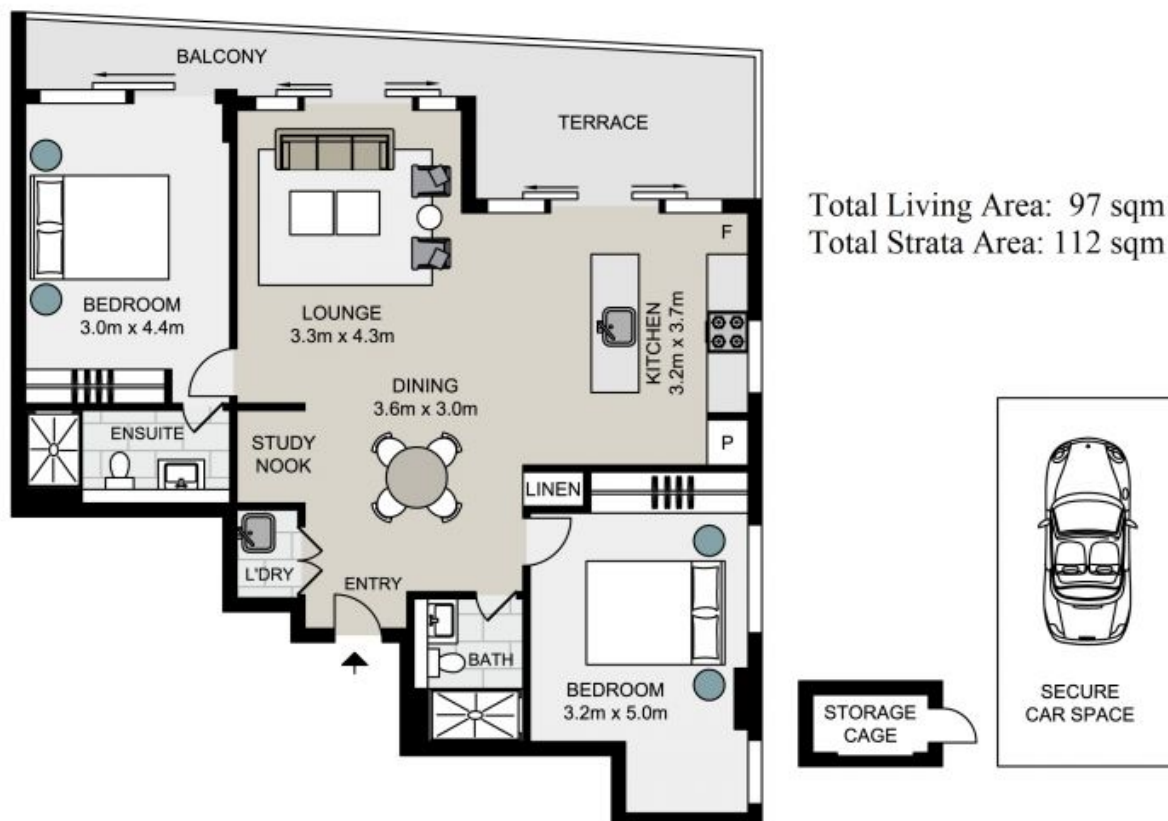 BALCONY
TERRACE
Total Living Area: 97 sqm
Total Strata Area: 112 sqm
F
BEDROOM
3.0m x 4.4m
LOUNGE
3.3m x 4.3m
KITCHEN
3.2m x 3.7m
DINING
3.6m x 3.0m
ENSUITE
STUDY
NOOK
P
LINEN
L'DRY
ENTRY
BATH
BEDROOM
3.2m x 5.0m
STORAGE
CAGE
SECURE
CAR SPACE